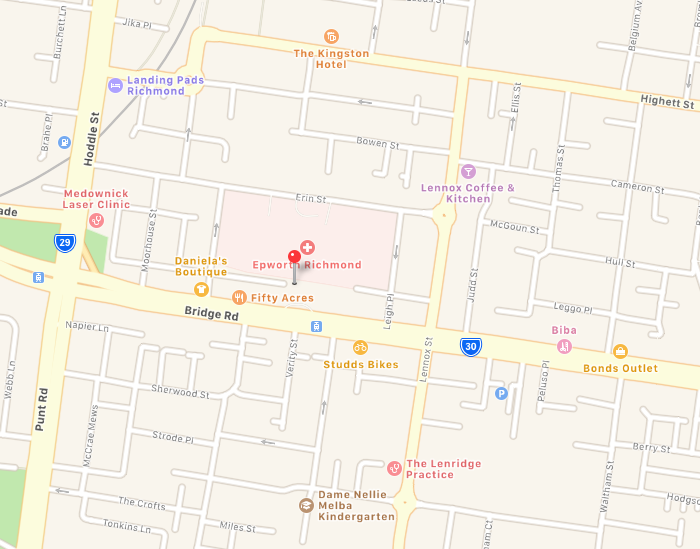 Jika Pl
Burchett Ln
Belgium Av
The Kingston
Hotel
Landing Pads
Richmond
Highett St
Ellis St
Brahe Pl
Hoddle St
Bowen St
Thomas St
Lennox Coffee &
Kitchen
Cameron St
Medownick
Laser Clinic
Erin St
ade
29
Moorhouse St
McGoun St
Epworth Richmond
Daniela's
Boutique
Hull St
Fifty Acres
Judd St
Leigh Pl
Leggo Pl
Bridge Rd
Napier Ln
Biba
Verity St
Lennox St
30
Studds Bikes
Bonds Outlet
Webb Ln
Peluso Pl
Sherwood St
P
Punt Rd
McCrae Mews
Strode Pl
Berry St
The Lenridge
Practice
Waltham St
Hodgso
Dame Nellie
Melba
Kindergarten
The Crofts
Tonkins Ln
Miles St
am Ct